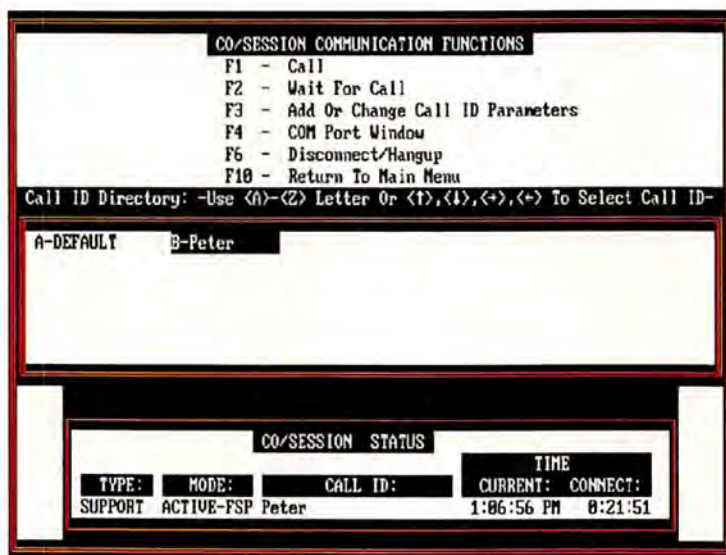 CO/SESSION COMMUNICATION FUNCTIONS
F1 - Call
F2 - Wait For Call
F3 - Add Or Change Call ID Parameters
F4 - COM Port Window
F6 - Disconnect/Hangup
F10 - Return To Main Menu
Call ID Directory: -Use <A>-<Z> Letter Or <↑>,<↓>,<→>,<←> To Select Call ID-
A-DEFAULT B-Peter
CO/SESSION STATUS
TIME
TYPE: MODE: CALL ID: CURRENT: CONNECT:
SUPPORT ACTIVE-FSP Peter 1:06:56 PM 0:21:51